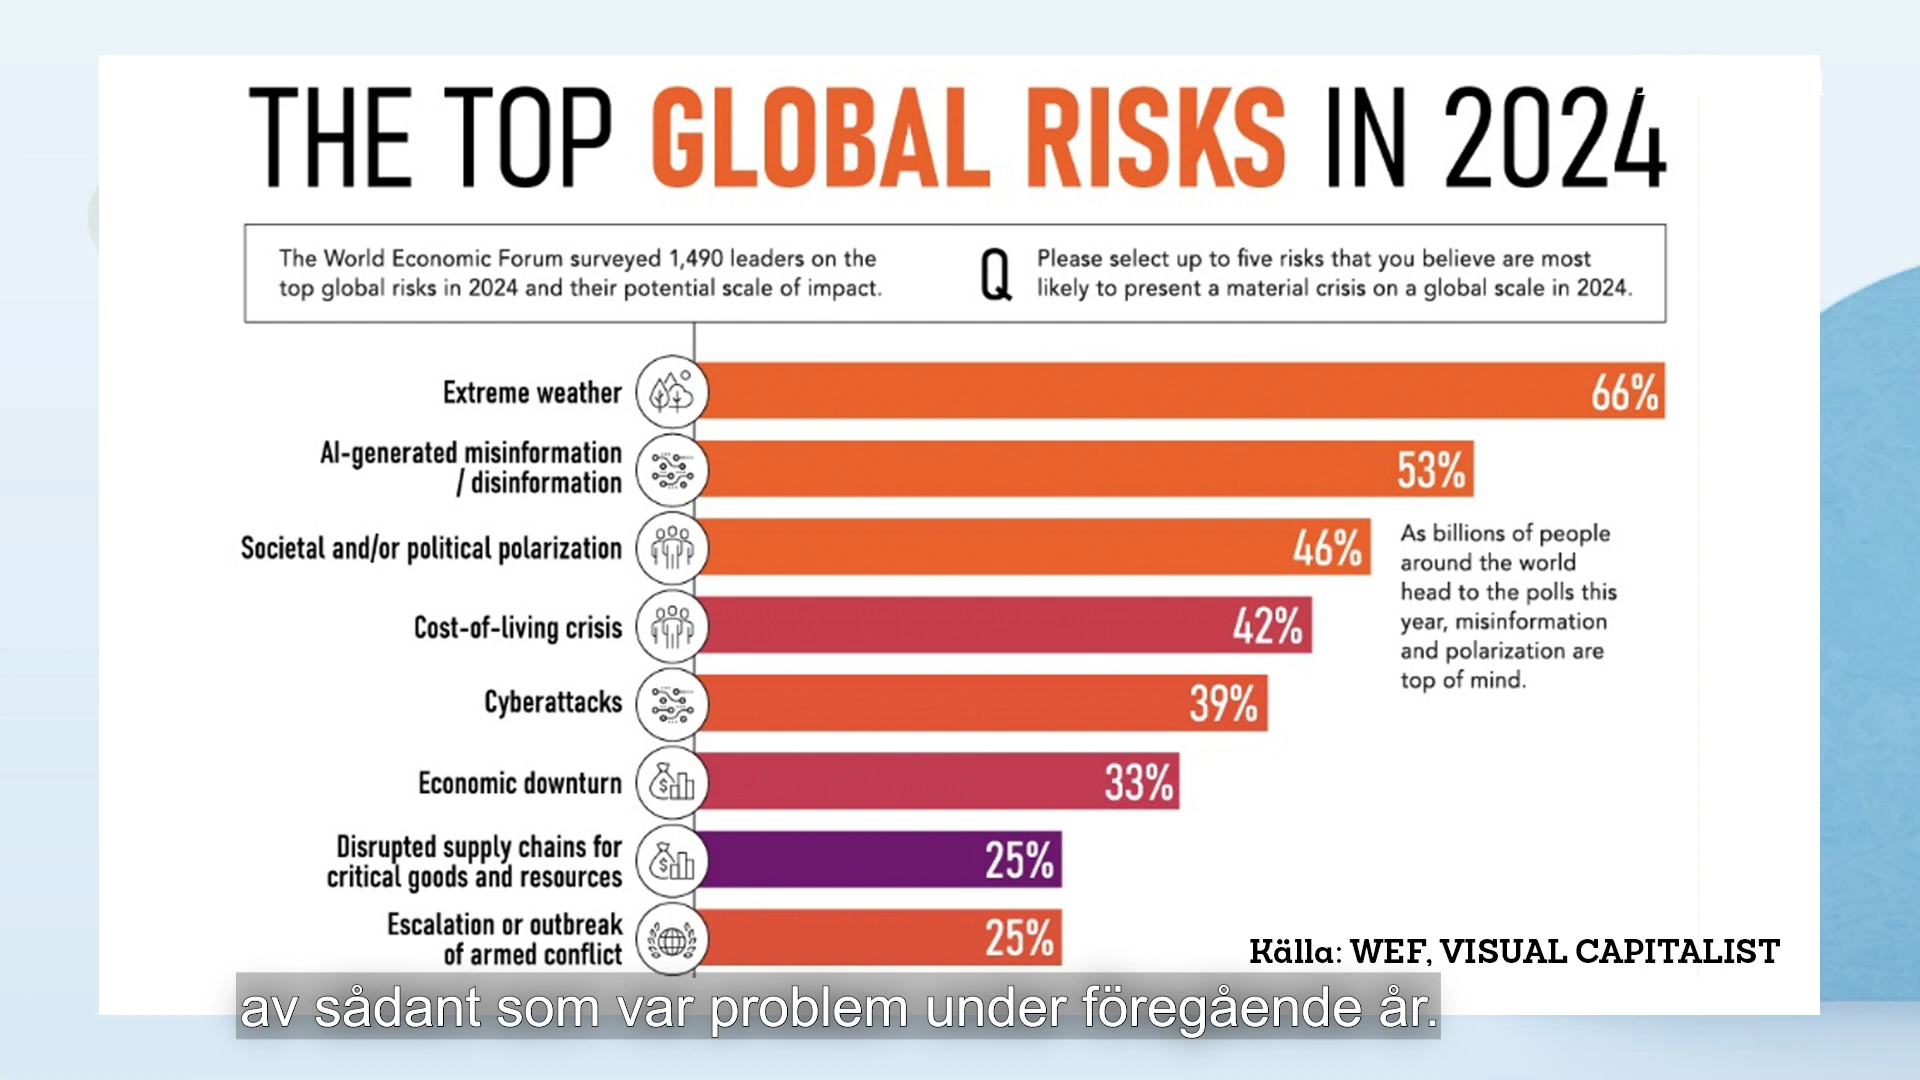 THE TOP GLOBAL RISKS IN 2024
The World Economic Forum surveyed 1,490 leaders on the
top global risks in 2024 and their potential scale of impact.
Q
Please select up to five risks that you believe are most
likely to present a material crisis on a global scale in 2024.
Extreme weather
66%
AI-generated misinformation
/ disinformation
53%
Societal and/or political polarization
46%
As billions of people
around the world
head to the polls this
year, misinformation
and polarization are
top of mind.
Cost-of-living crisis
42%
Cyberattacks
39%
Economic downturn
33%
Disrupted supply chains for
critical goods and resources
25%
Escalation or outbreak
of armed conflict
25%
Källa: WEF, VISUAL CAPITALIST
av sådant som var problem under föregående år.